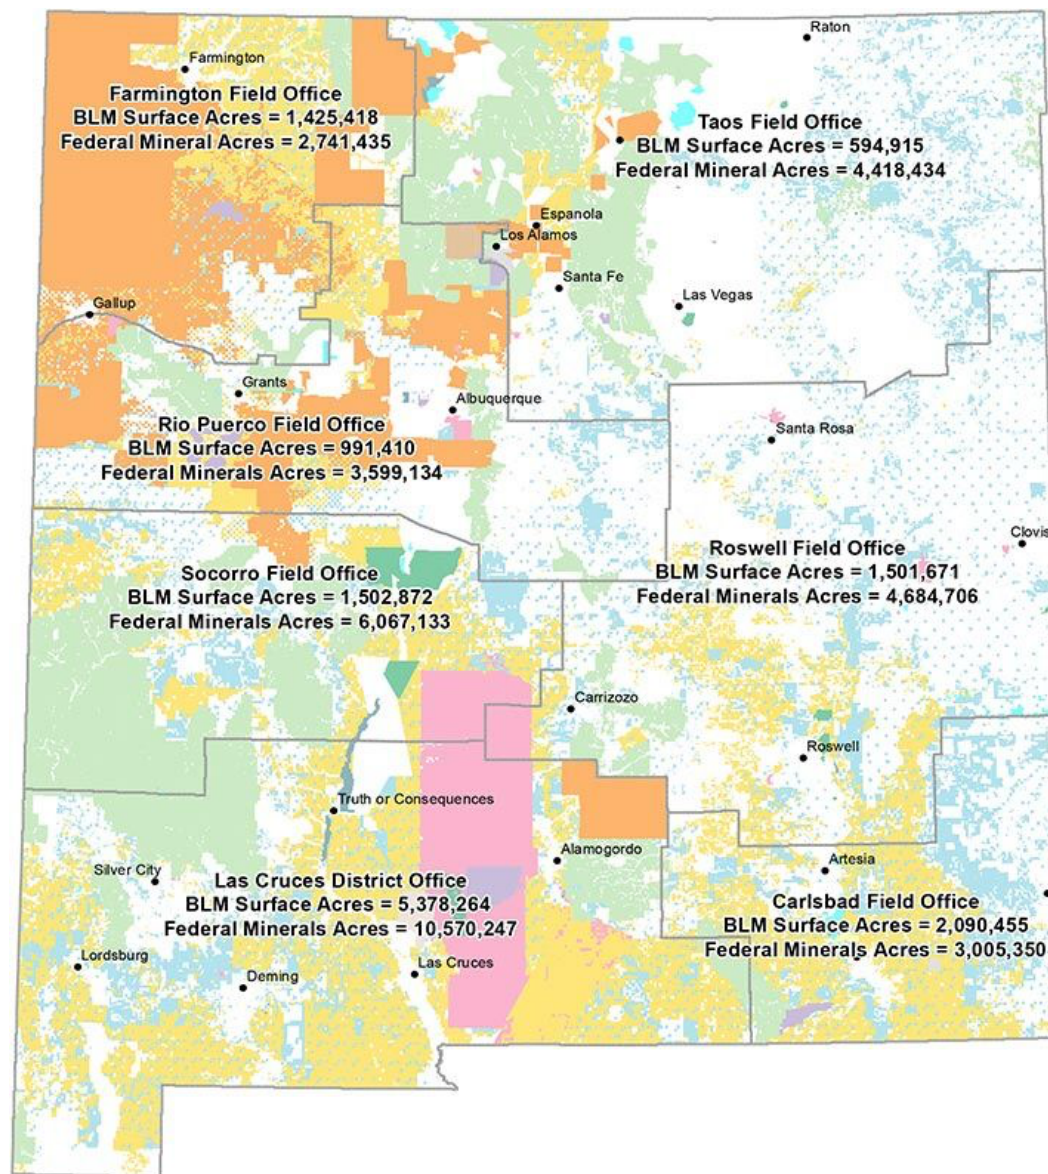 Raton
Farmington
Farmington Field Office
BLM Surface Acres = 1,425,418
Federal Mineral Acres = 2,741,435
Taos Field Office
BLM Surface Acres = 594,915
Federal Mineral Acres = 4,418,434
Espanola
Los Alamos
Santa Fe
Las Vegas
Gallup
Grants
Albuquerque
Rio Puerco Field Office
BLM Surface Acres = 991,410
Federal Minerals Acres = 3,599,134
Santa Rosa
Clovis
Socorro Field Office
BLM Surface Acres = 1,502,872
Federal Minerals Acres = 6,067,133
Roswell Field Office
BLM Surface Acres = 1,501,671
Federal Minerals Acres = 4,684,706
Carrizozo
Roswell
Truth or Consequences
Alamogordo
Artesia
Silver City
Las Cruces District Office
BLM Surface Acres = 5,378,264
Federal Minerals Acres = 10,570,247
Carlsbad Field Office
BLM Surface Acres = 2,090,455
Federal Minerals Acres = 3,005,350
Lordsburg
Deming
Las Cruces